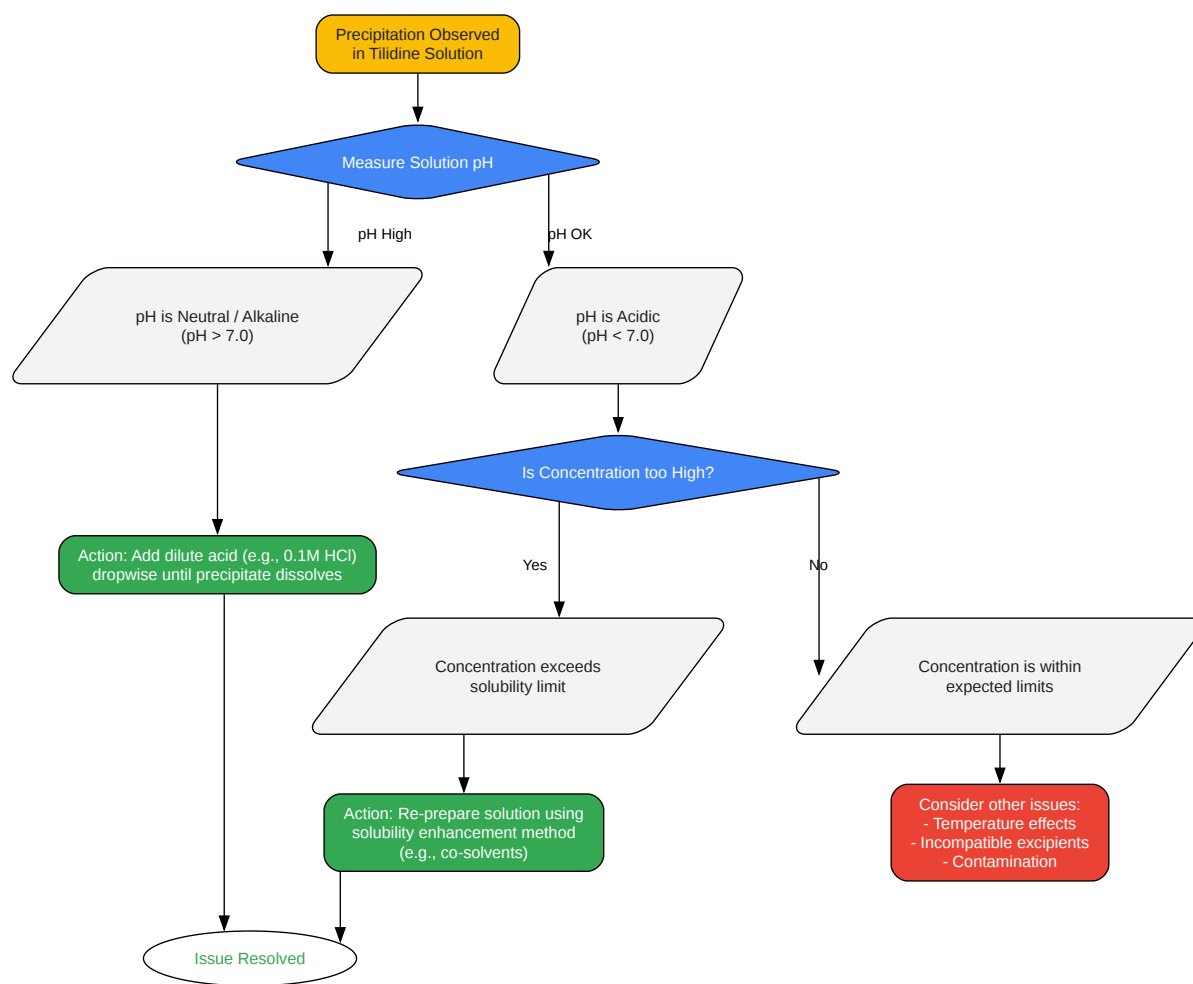 Precipitation Observed
in Tilidine Solution
Measure Solution pH
pH High
pH OK
pH is Neutral / Alkaline
(pH > 7.0)
pH is Acidic
(pH < 7.0)
Is Concentration too High?
Action: Add dilute acid (e.g., 0.1M HCl)
dropwise until precipitate dissolves
Yes
No
Concentration exceeds
solubility limit
Concentration is within
expected limits
Action: Re-prepare solution using
solubility enhancement method
(e.g., co-solvents)
Consider other issues:
- Temperature effects
- Incompatible excipients
- Contamination
Issue Resolved